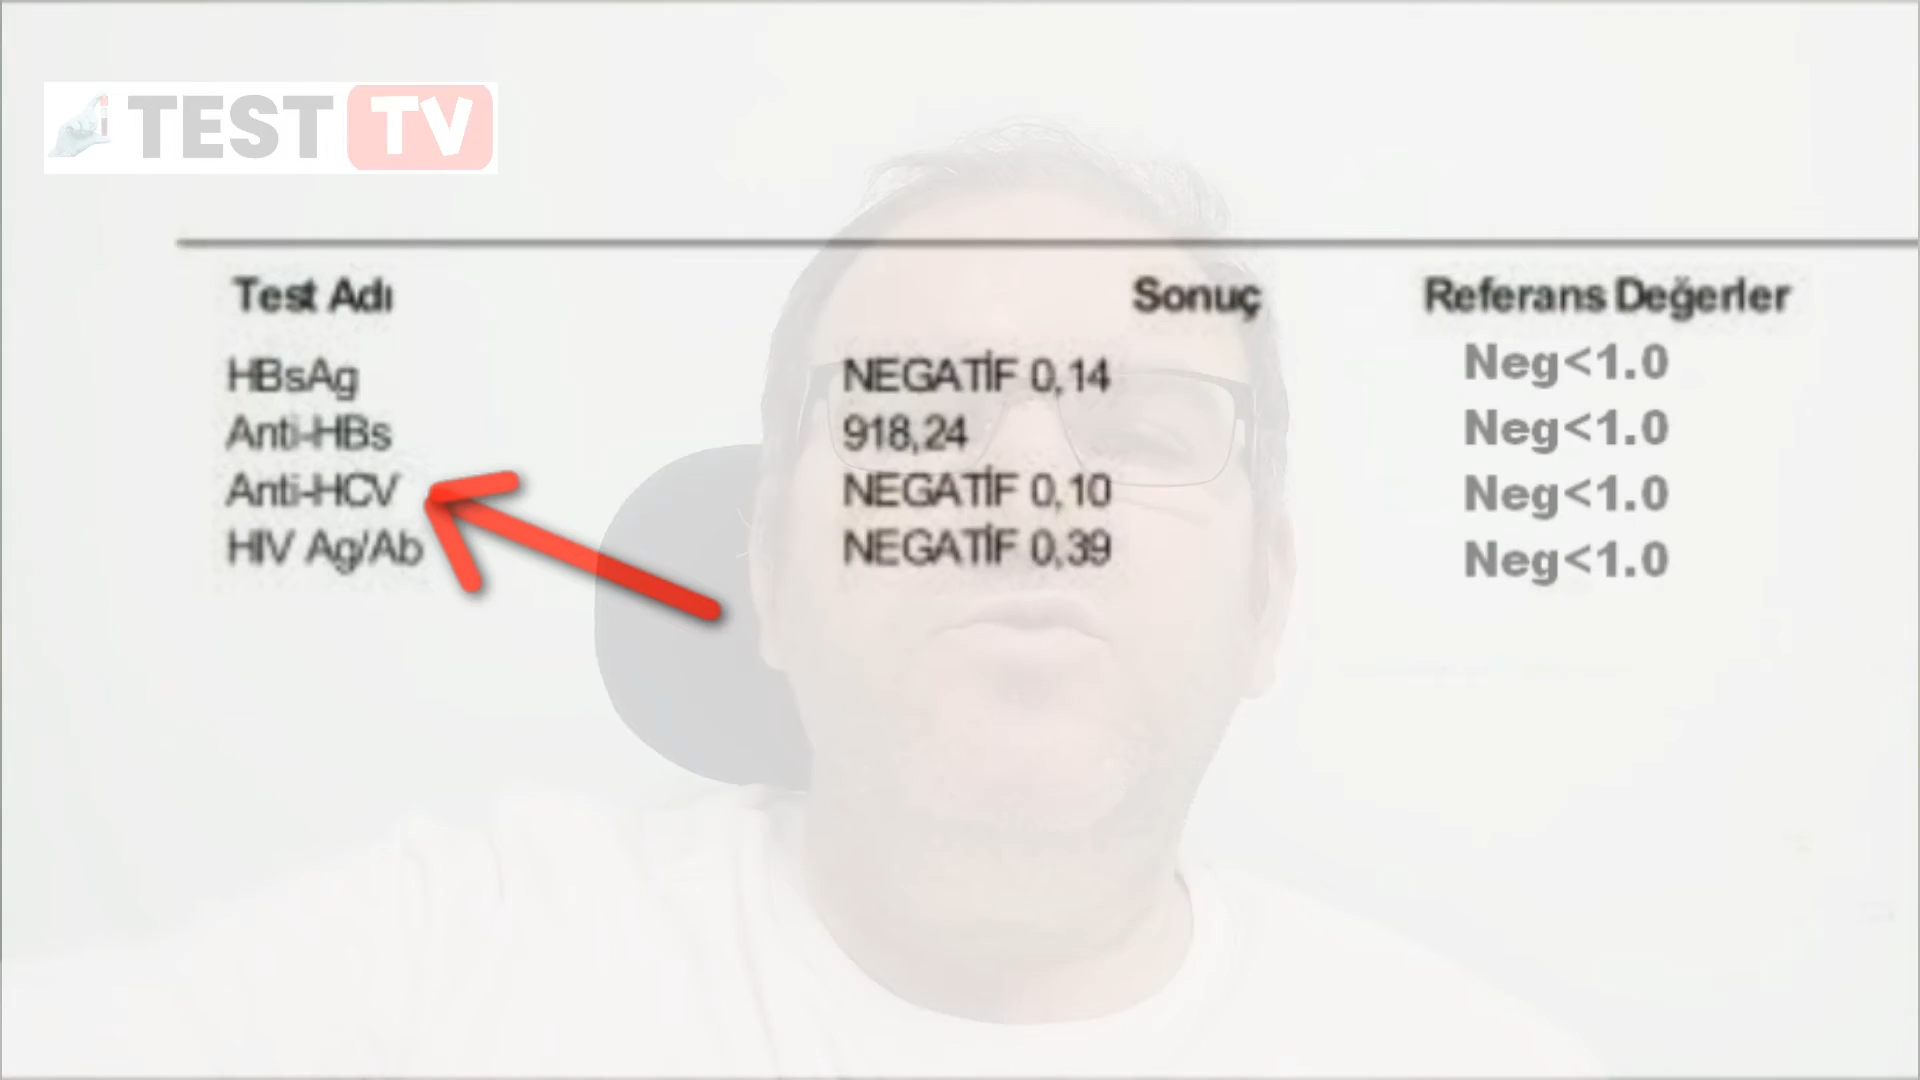 TEST TV
Test Adı Sonuç Referans Değerler
HBsAg NEGATİF 0,14 Neg<1.0
Anti-HBs 918,24 Neg<1.0
Anti-HCV NEGATİF 0,10 Neg<1.0
HIV Ag/Ab NEGATİF 0,39 Neg<1.0